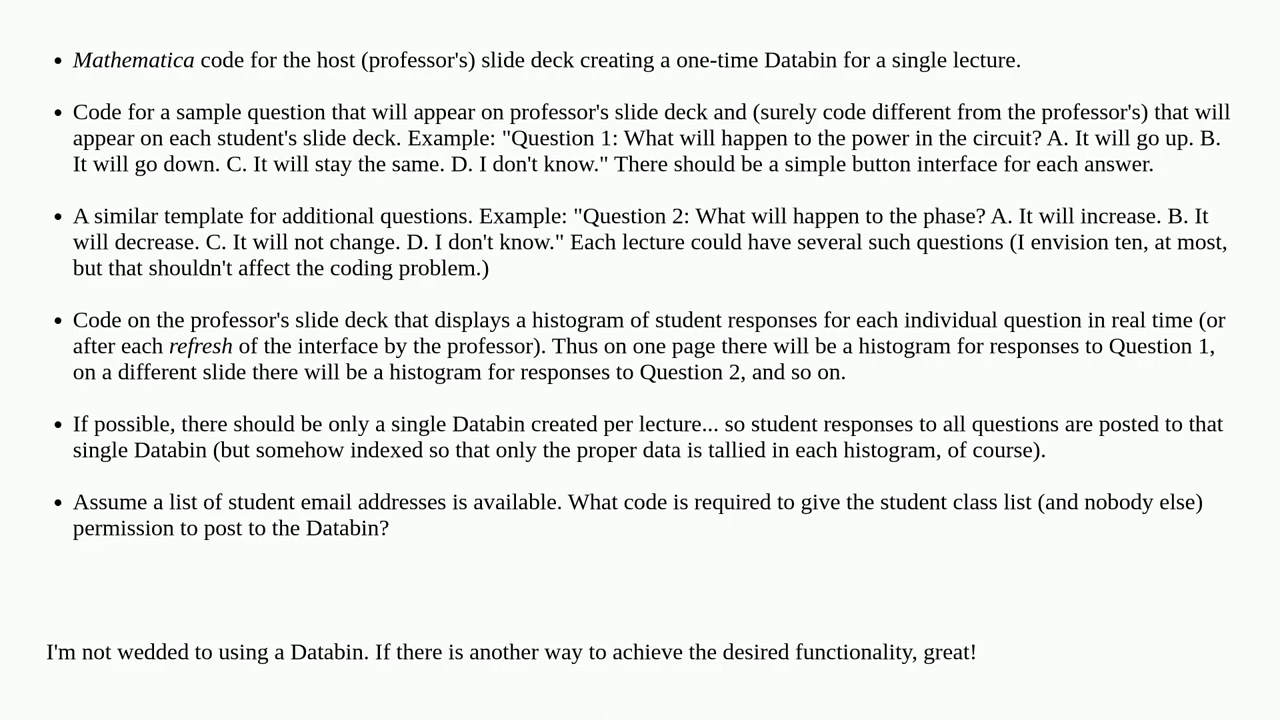 • Mathematica code for the host (professor's) slide deck creating a one-time Databin for a single lecture.
• Code for a sample question that will appear on professor's slide deck and (surely code different from the professor's) that will
appear on each student's slide deck. Example: "Question 1: What will happen to the power in the circuit? A. It will go up. B.
It will go down. C. It will stay the same. D. I don't know." There should be a simple button interface for each answer.
• A similar template for additional questions. Example: "Question 2: What will happen to the phase? A. It will increase. B. It
will decrease. C. It will not change. D. I don't know." Each lecture could have several such questions (I envision ten, at most,
but that shouldn't affect the coding problem.)
• Code on the professor's slide deck that displays a histogram of student responses for each individual question in real time (or
after each refresh of the interface by the professor). Thus on one page there will be a histogram for responses to Question 1,
on a different slide there will be a histogram for responses to Question 2, and so on.
• If possible, there should be only a single Databin created per lecture... so student responses to all questions are posted to that
single Databin (but somehow indexed so that only the proper data is tallied in each histogram, of course).
• Assume a list of student email addresses is available. What code is required to give the student class list (and nobody else)
permission to post to the Databin?
I'm not wedded to using a Databin. If there is another way to achieve the desired functionality, great!